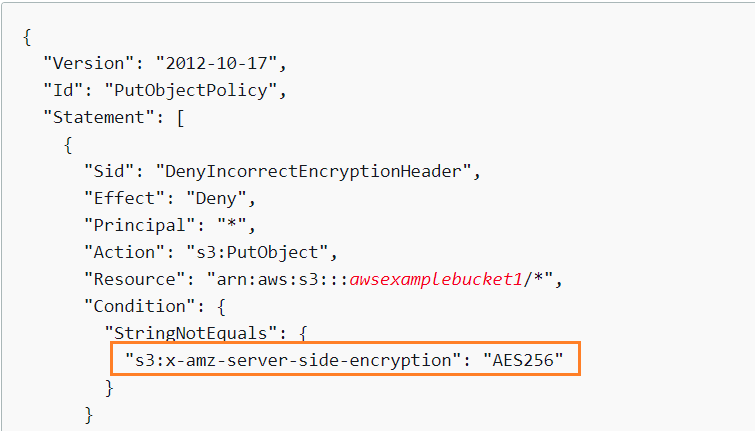 {
"Version": "2012-10-17",
"Id": "PutObjectPolicy",
"Statement": [
{
"Sid": "DenyIncorrectEncryptionHeader",
"Effect": "Deny",
"Principal": "*",
"Action": "s3:PutObject",
"Resource": "arn:aws:s3:::awsexamplebucket1/*",
"Condition": {
"StringNotEquals": {
"s3:x-amz-server-side-encryption": "AES256"
}
}